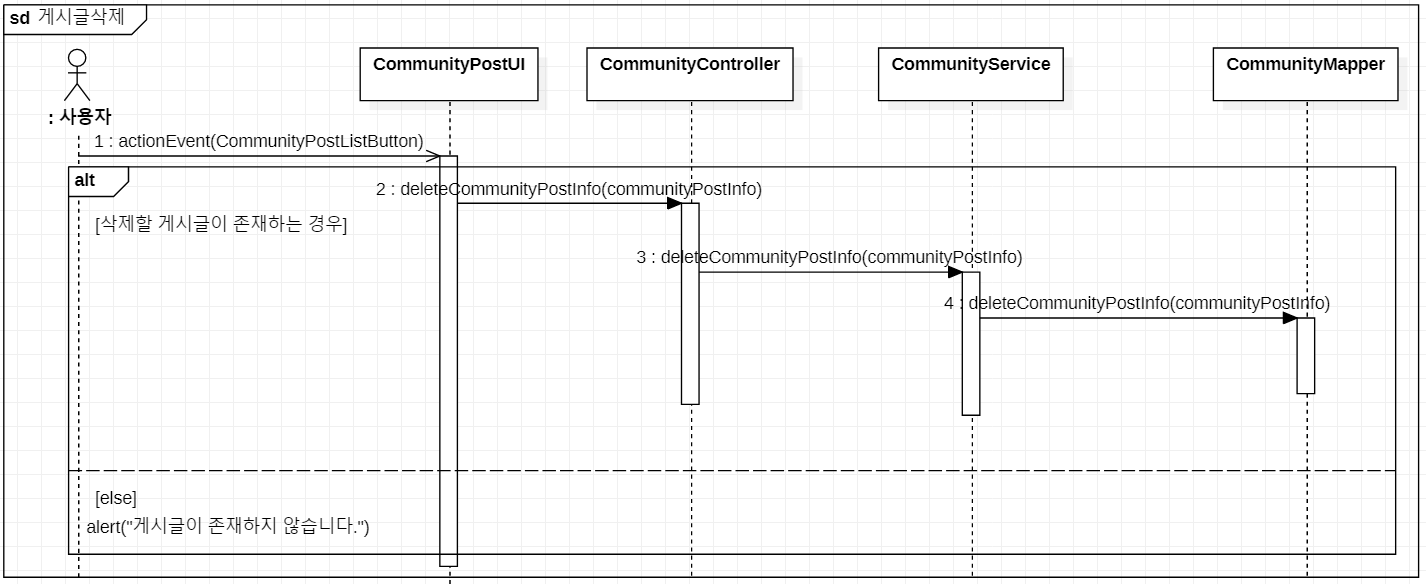 sd 게시글삭제
CommunityPostUI
CommunityController
CommunityService
CommunityMapper
: 사용자
1 : actionEvent(CommunityPostListButton)
alt
2 : deleteCommunityPostInfo(communityPostInfo)
[삭제할 게시글이 존재하는 경우]
3 : deleteCommunityPostInfo(communityPostInfo)
4 : deleteCommunityPostInfo(communityPostInfo)
[else]
alert("게시글이 존재하지 않습니다.")